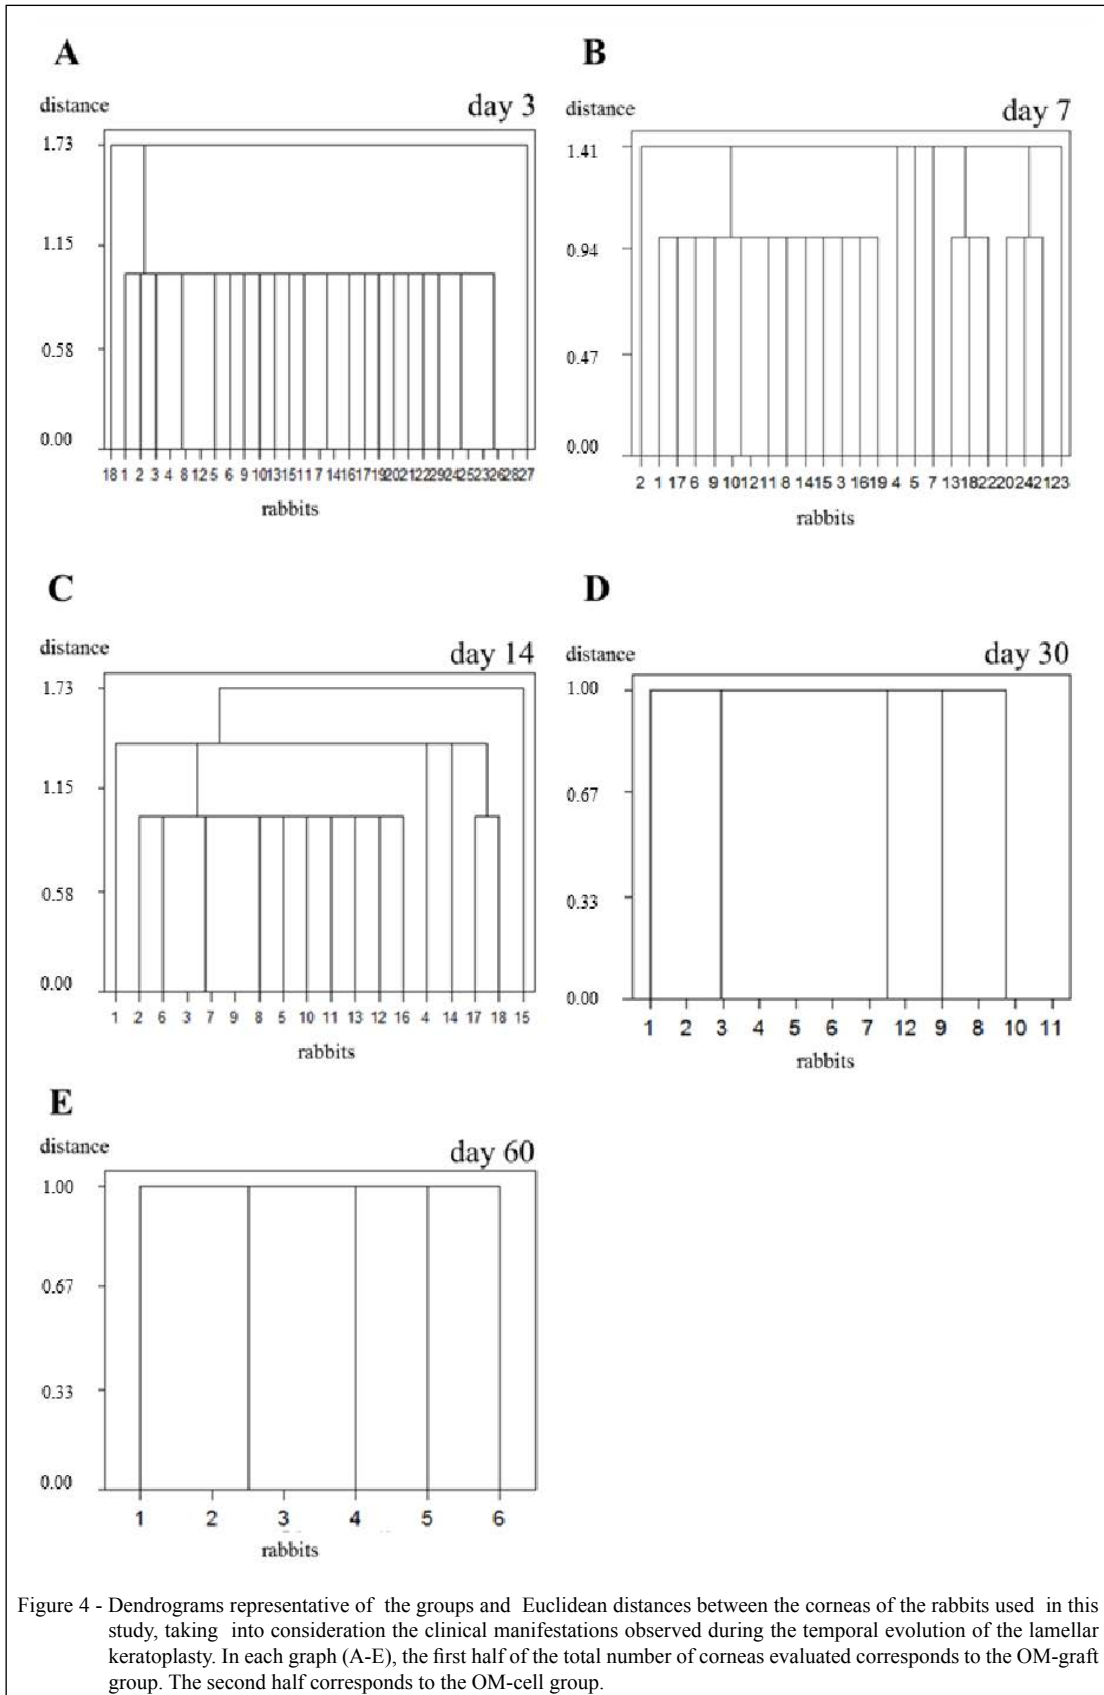 A
distance
day 3
1.73
1.15
0.58
0.00
18 1 2 3 4 8 12 5 6 9 10 13 15 11 7 14 16 17 19 20 21 22 29 24 25 23 26 28 27
rabbits
B
distance
day 7
1.41
0.94
0.47
0.00
2 1 17 6 9 10 12 11 8 14 15 3 16 19 4 5 7 13 18 22 20 24 21 23
rabbits
C
distance
day 14
1.73
1.15
0.58
0.00
1 2 6 3 7 9 8 5 10 11 13 12 16 4 14 17 18 15
rabbits
D
distance
day 30
1.00
0.67
0.33
0.00
1 2 3 4 5 6 7 12 9 8 10 11
rabbits
E
distance
day 60
1.00
0.67
0.33
0.00
1 2 3 4 5 6
rabbits
Figure 4 - Dendrograms representative of the groups and Euclidean distances between the corneas of the rabbits used in this
study, taking into consideration the clinical manifestations observed during the temporal evolution of the lamellar
keratoplasty. In each graph (A-E), the first half of the total number of corneas evaluated corresponds to the OM-graft
group. The second half corresponds to the OM-cell group.